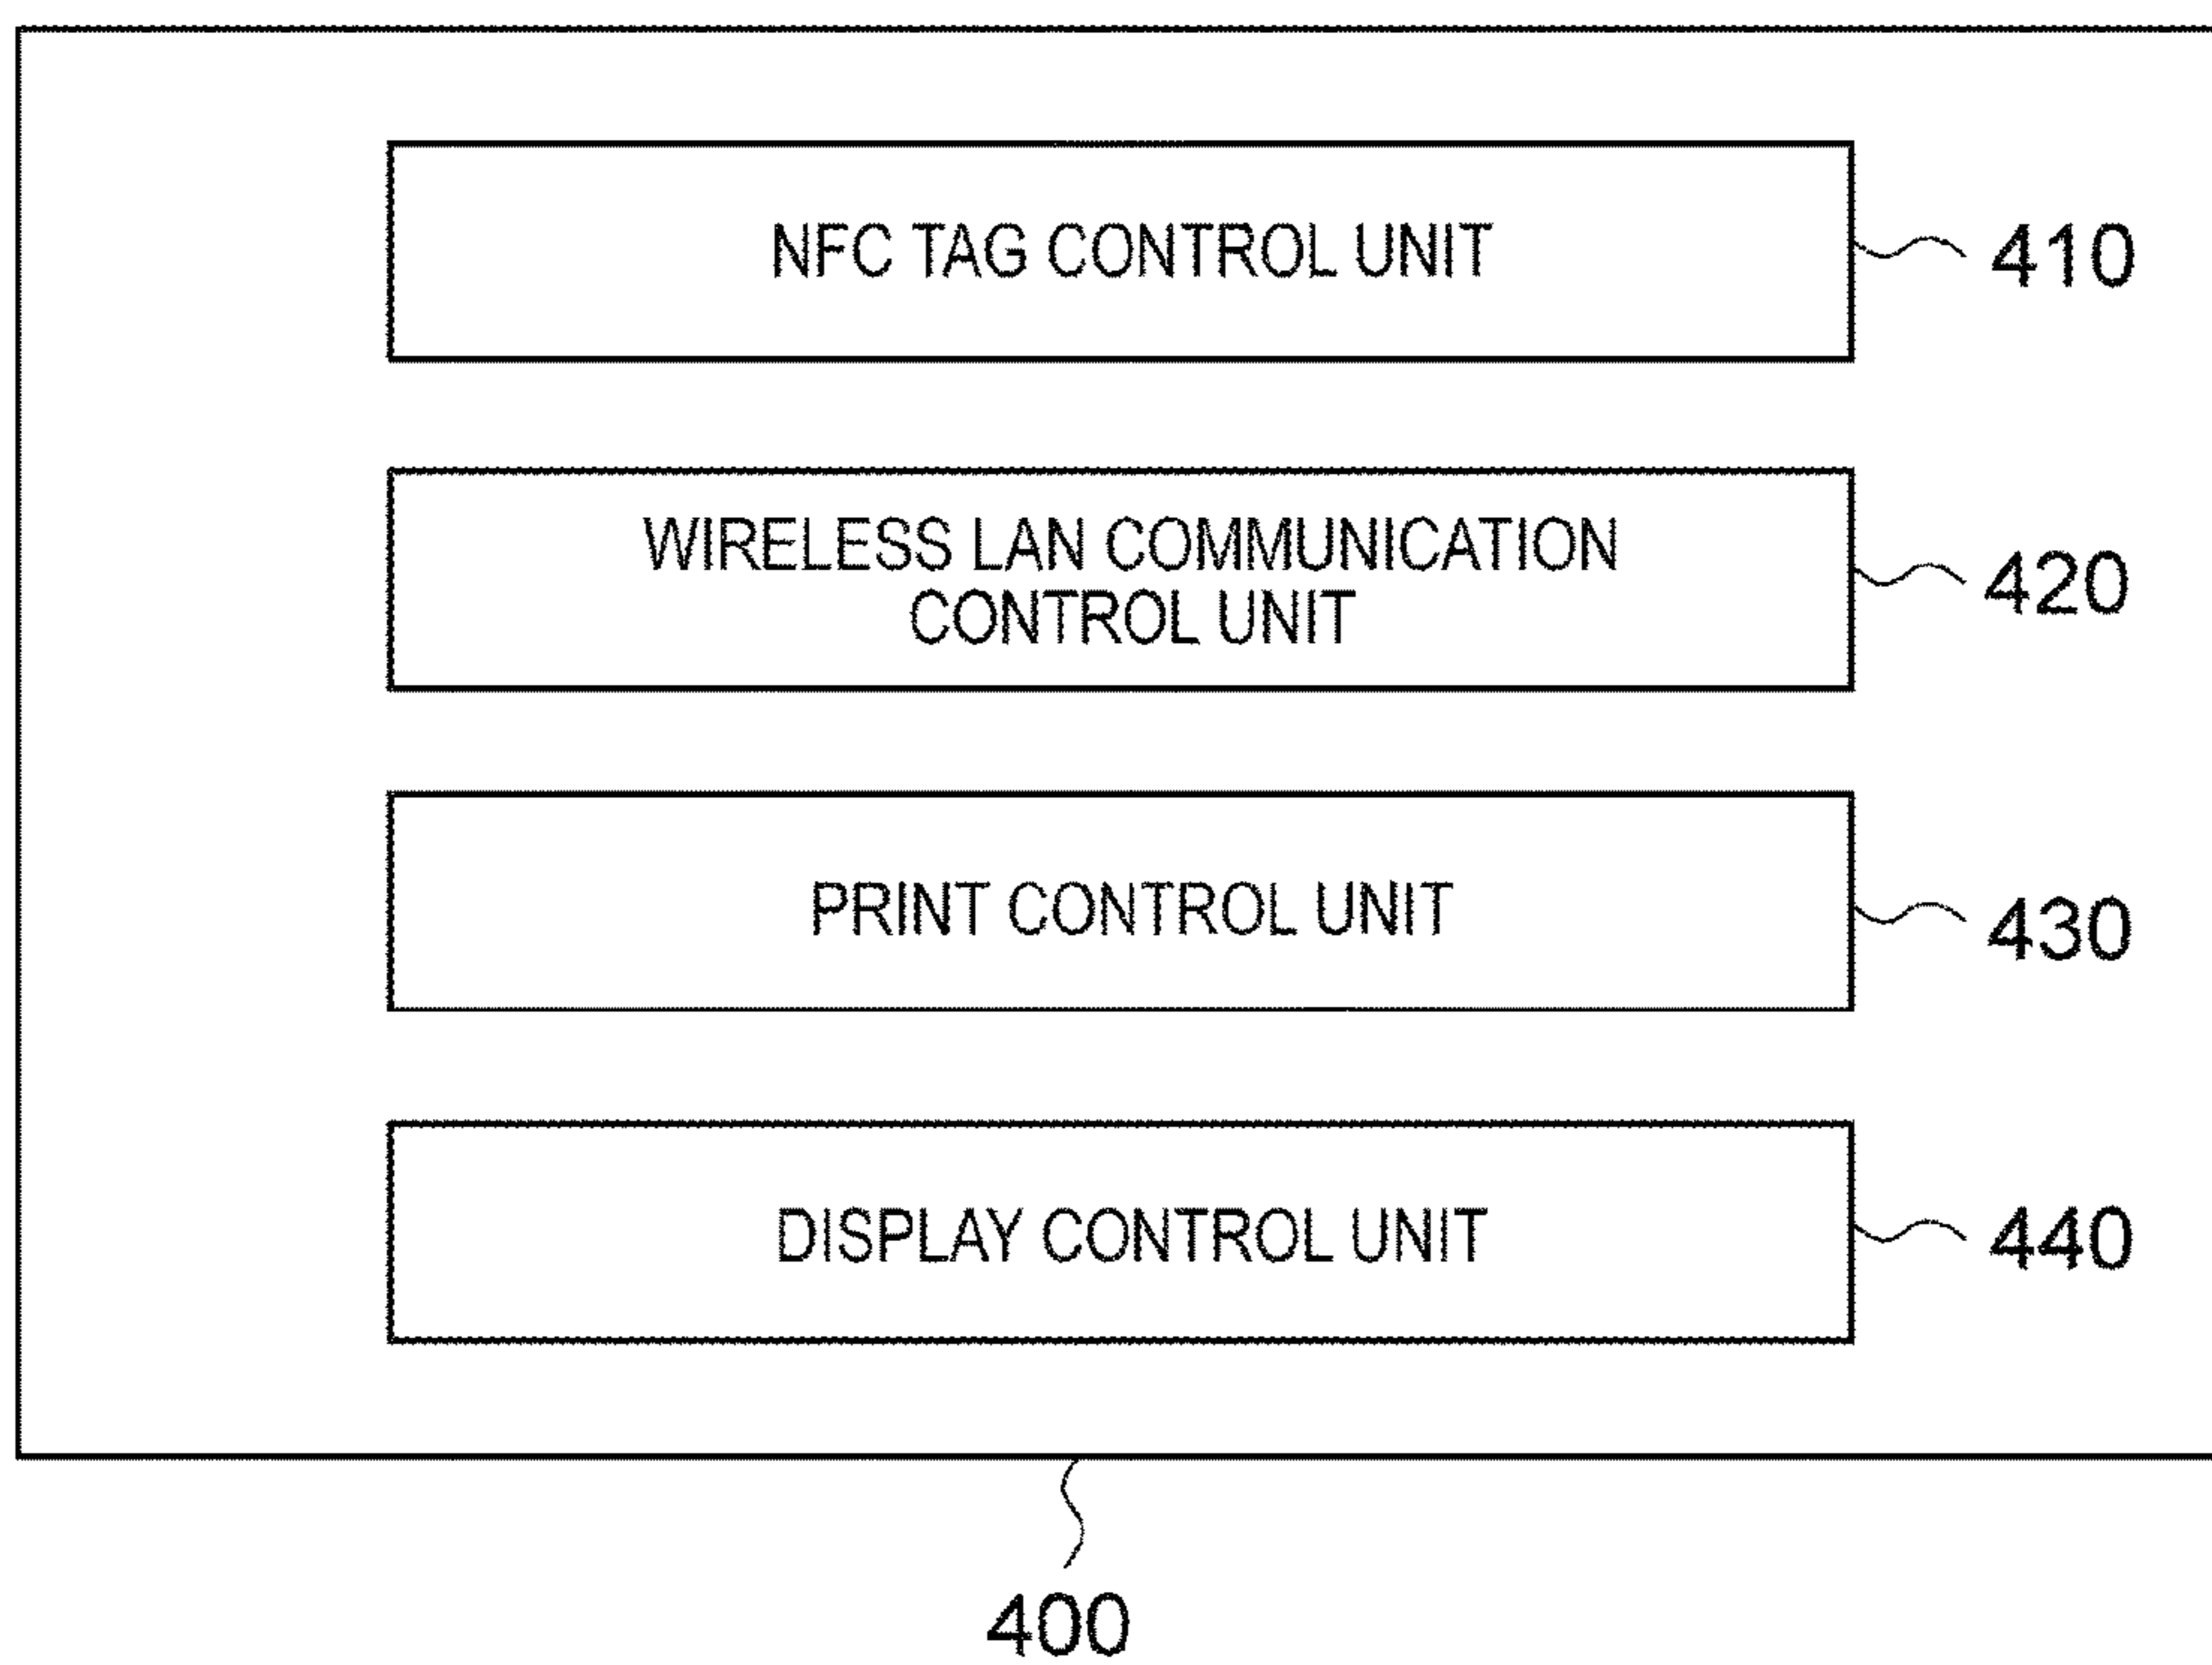 NFC TAG CONTROL UNIT
410
WIRELESS LAN COMMUNICATION
CONTROL UNIT
420
PRINT CONTROL UNIT
430
DISPLAY CONTROL UNIT
440
400